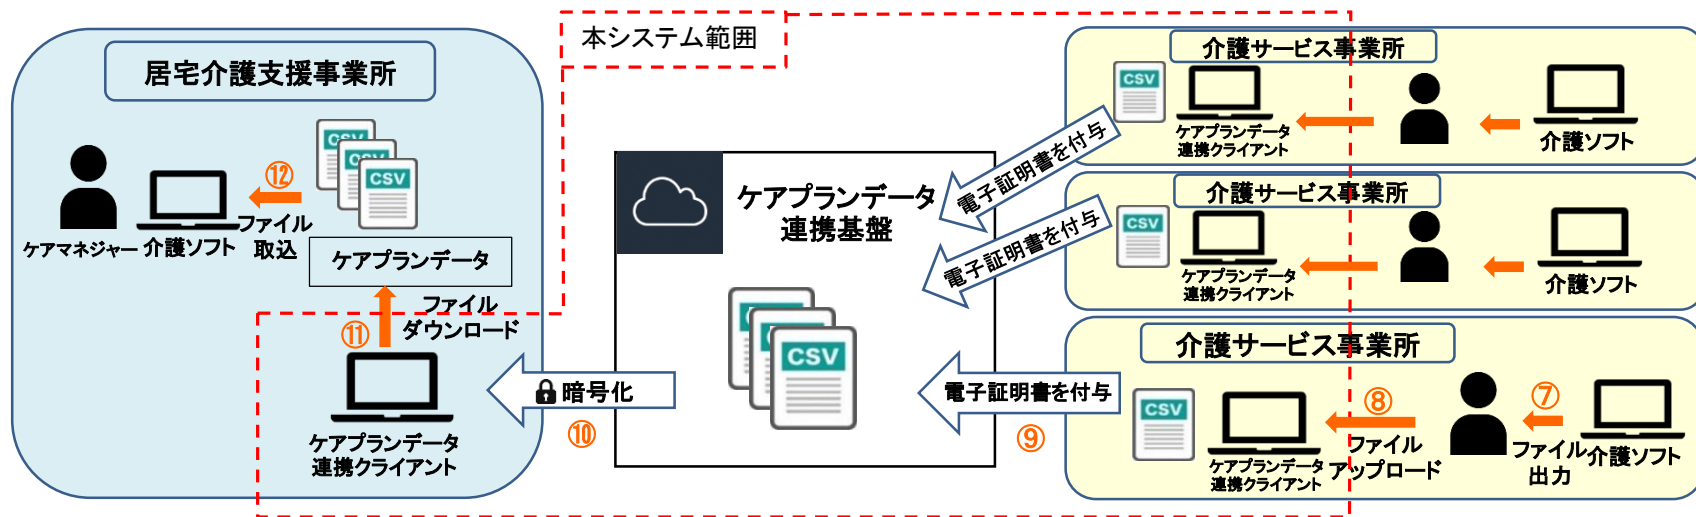 本システム範囲
居宅介護支援事業所
CSV
CSV
CSV
⑫
ファイル
取込
ケアマネジャー
介護ソフト
ケアプランデータ
⑪
ファイル
ダウンロード
ケアプランデータ
連携クライアント
暗号化
⑩
ケアプランデータ
連携基盤
CSV
電子証明書を付与
電子証明書を付与
電子証明書を付与
⑨
介護サービス事業所
CSV
ケアプランデータ
連携クライアント
介護ソフト
介護サービス事業所
CSV
ケアプランデータ
連携クライアント
介護ソフト
介護サービス事業所
CSV
ケアプランデータ
連携クライアント
⑧
ファイル
アップロード
⑦
ファイル
出力
介護ソフト